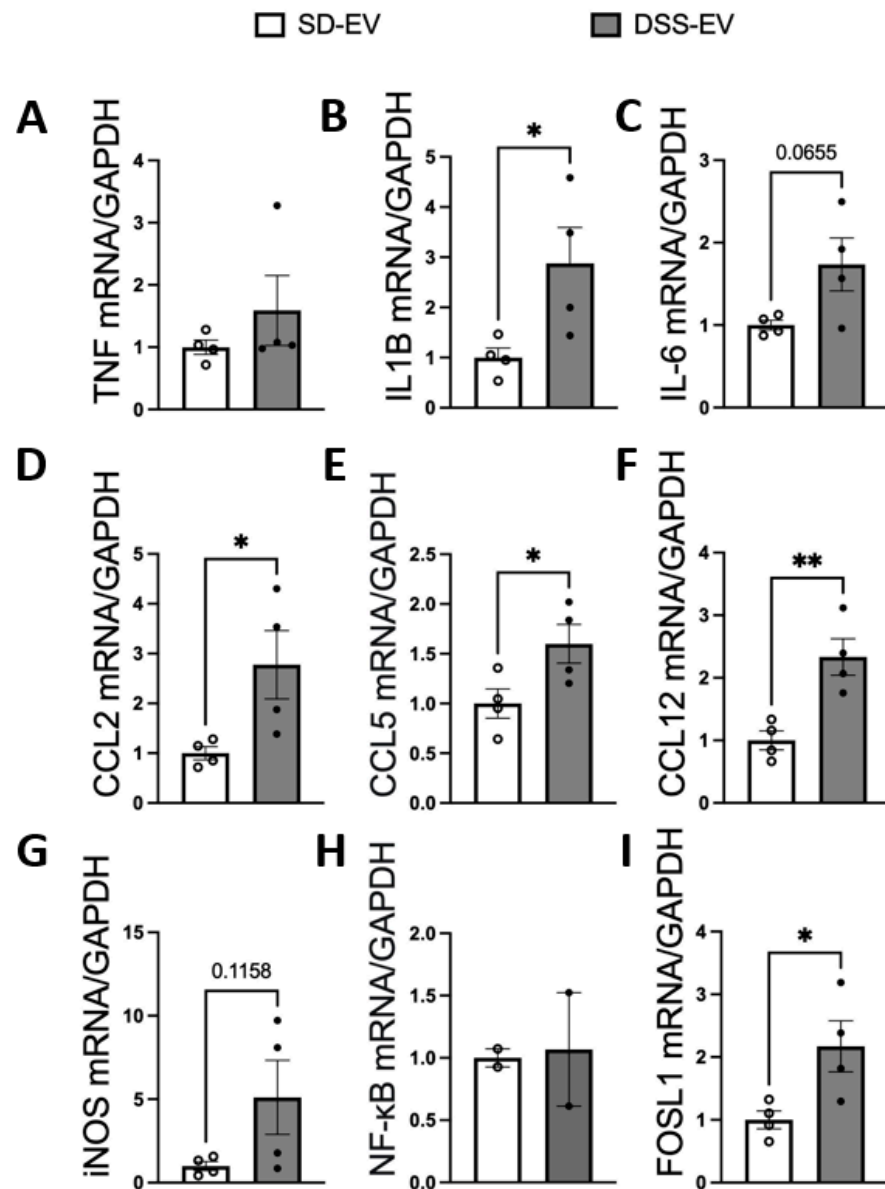 SD-EV
DSS-EV
A
TNF mRNA/GAPDH
4
3
2
1
0
B
IL1B mRNA/GAPDH
5
4
3
2
1
0
*
C
IL-6 mRNA/GAPDH
3
2
1
0
0.0655
D
CCL2 mRNA/GAPDH
5
4
3
2
1
0
*
E
CCL5 mRNA/GAPDH
2.5
2.0
1.5
1.0
0.5
0.0
*
F
CCL12 mRNA/GAPDH
4
3
2
1
0
**
G
iNOS mRNA/GAPDH
15
10
5
0
0.1158
H
NF-κB mRNA/GAPDH
2.0
1.5
1.0
0.5
0.0
I
FOSL1 mRNA/GAPDH
4
3
2
1
0
*